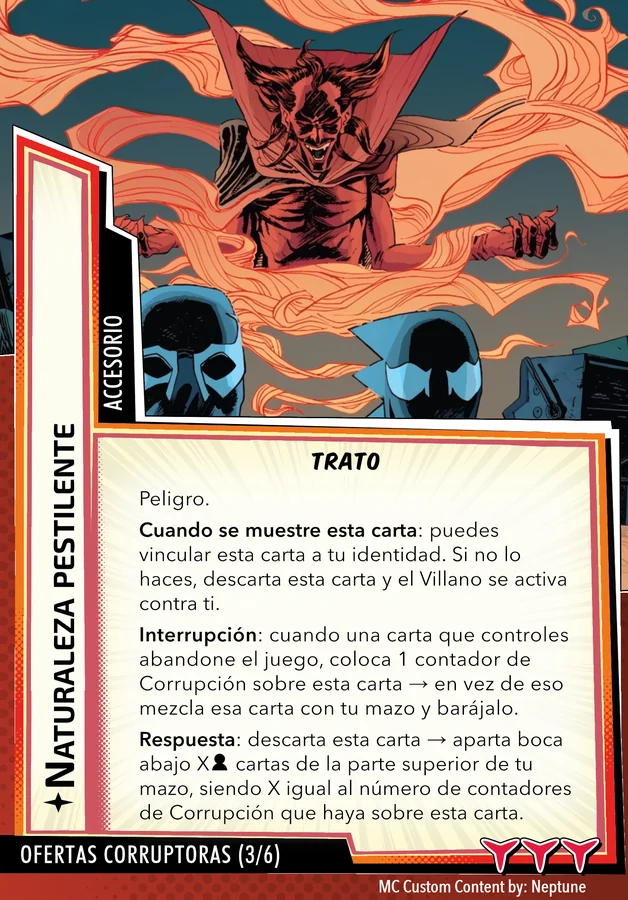 ACCESORIO
NATURALEZA PESTILENTE
TRATO
Peligro.
Cuando se muestre esta carta: puedes
vincular esta carta a tu identidad. Si no lo
haces, descarta esta carta y el Villano se activa
contra ti.
Interrupción: cuando una carta que controles
abandone el juego, coloca 1 contador de
Corrupción sobre esta carta → en vez de eso
mezcla esa carta con tu mazo y barájalo.
Respuesta: descarta esta carta → aparta boca
abajo X cartas de la parte superior de tu
mazo, siendo X igual al número de contadores
de Corrupción que haya sobre esta carta.
OFERTAS CORRUPTORAS (3/6)
MC Custom Content by: Neptune